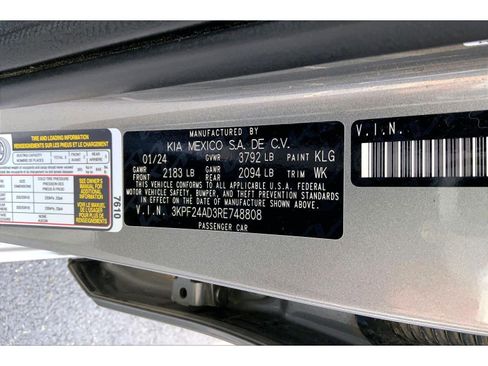 TIRE AND LOADING INFORMATION
RENSEIGNEMENTS SUR LES PNEUS ET LE CHARGEMENT
SEE OWNER'S
MANUAL FOR
ADDITIONAL
INFORMATION
7610
MANUFACTURED BY
KIA MEXICO S.A. DE C.V.
01/24 GVWR 3792 LB PAINT KLG
GAWR FRONT 2183 LB GAWR REAR 2094 LB TRIM WK
THIS VEHICLE CONFORMS TO ALL APPLICABLE U.S.A. FEDERAL
MOTOR VEHICLE SAFETY, BUMPER, AND THEFT PREVENTION
STANDARDS IN EFFECT ON THE DATE OF MANUFACTURE SHOWN ABOVE.
V.I.N. 3KPF24AD3RE748808
PASSENGER CAR
V.I.N.